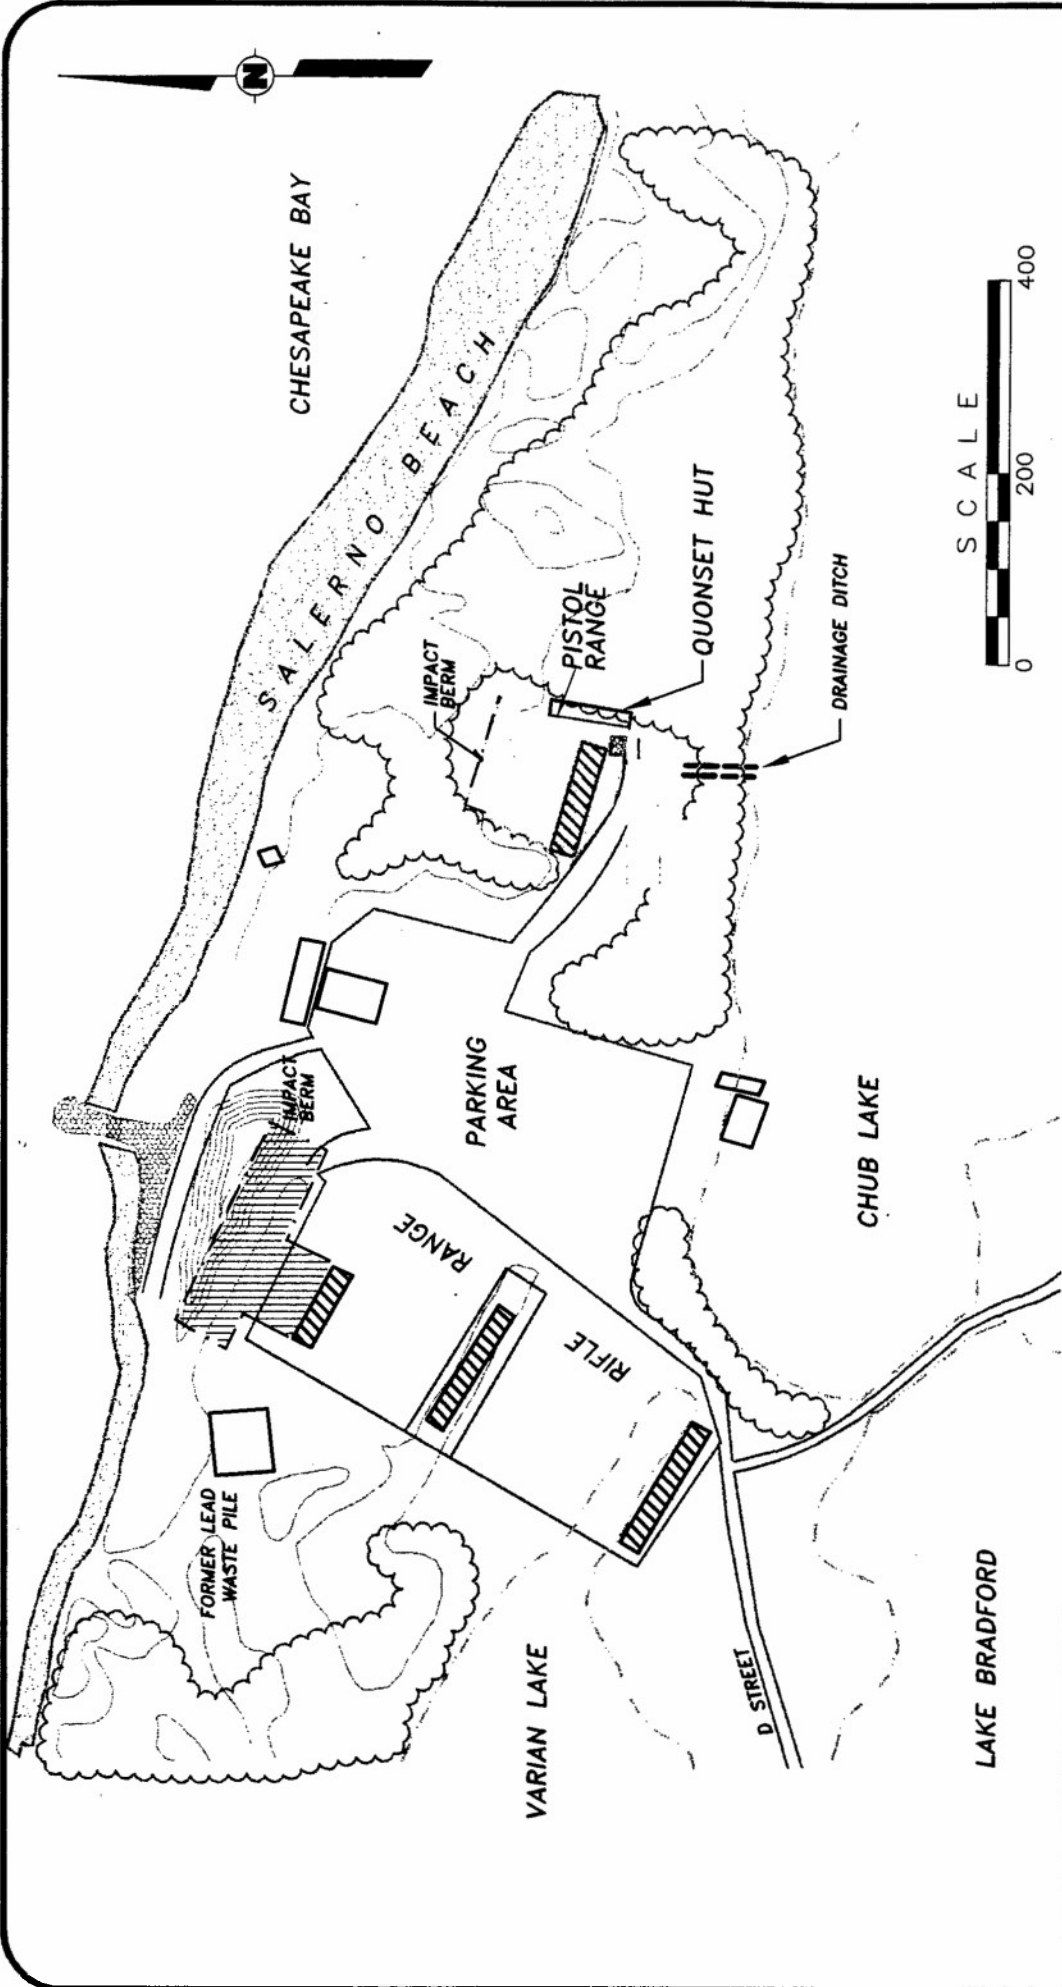 N
CHESAPEAKE BAY
SALERNO BEACH
IMPACT
BERM
PISTOL
RANGE
QUONSET HUT
DRAINAGE DITCH
SCALE
0 200 400
IMPACT
BERM
PARKING
AREA
CHUB LAKE
RIFLE RANGE
FORMER LEAD
WASTE PILE
VARIAN LAKE
D STREET
LAKE BRADFORD